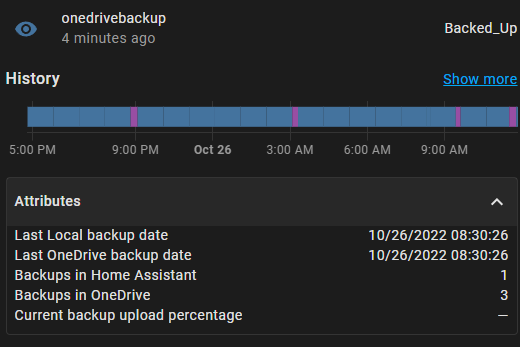 onedrivebackup
4 minutes ago
Backed_Up
History
Show more
5:00 PM 9:00 PM Oct 26 3:00 AM 6:00 AM 9:00 AM
Attributes
Last Local backup date 10/26/2022 08:30:26
Last OneDrive backup date 10/26/2022 08:30:26
Backups in Home Assistant 1
Backups in OneDrive 3
Current backup upload percentage —